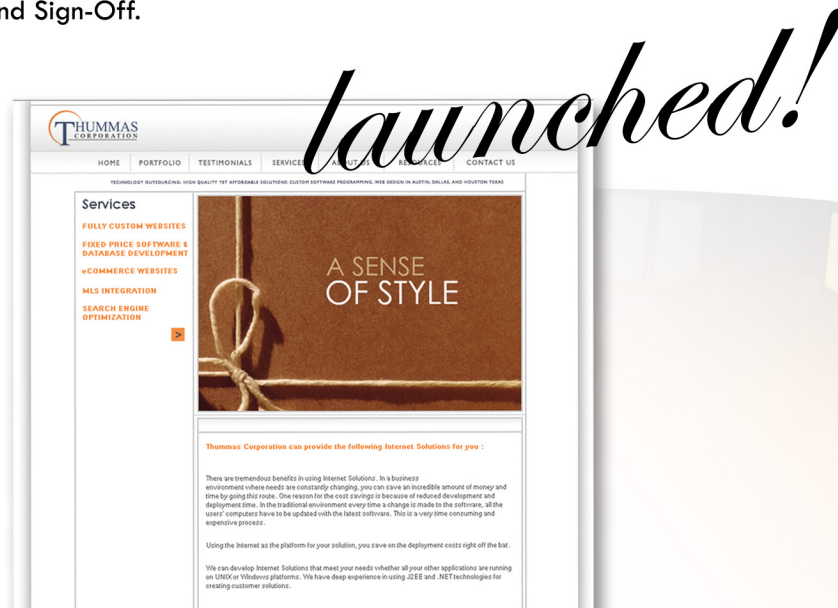 nd Sign-Off.
launched!
THUMMAS
CORPORATION
HOME PORTFOLIO TESTIMONIALS SERVICES ABOUT US RESOURCES CONTACT US
TECHNOLOGY OUTSOURCING: HIGH QUALITY YET AFFORDABLE SOLUTIONS: CUSTOM SOFTWARE PROGRAMMING, WEB DESIGN IN AUSTIN, DALLAS, AND HOUSTON TEXAS
Services
FULLY CUSTOM WEBSITES
FIXED PRICE SOFTWARE &
DATABASE DEVELOPMENT
eCOMMERCE WEBSITES
MLS INTEGRATION
SEARCH ENGINE
OPTIMIZATION
>
A SENSE
OF STYLE
Thummas Corporation can provide the following Internet Solutions for you :
There are tremendous benefits in using Internet Solutions. In a business
environment where needs are constantly changing, you can save an incredible amount of money and
time by going this route. One reason for the cost savings is because of reduced development and
deployment time. In the traditional environment every time a change is made to the software, all the
users' computers have to be updated with the latest software. This is a very time consuming and
expensive process.
Using the Internet as the platform for your solution, you save on the deployment costs right off the bat.
We can develop Internet Solutions that meet your needs whether all your other applications are running
on UNIX or Windows platforms. We have deep experience in using J2EE and .NET technologies for
creating customer solutions.